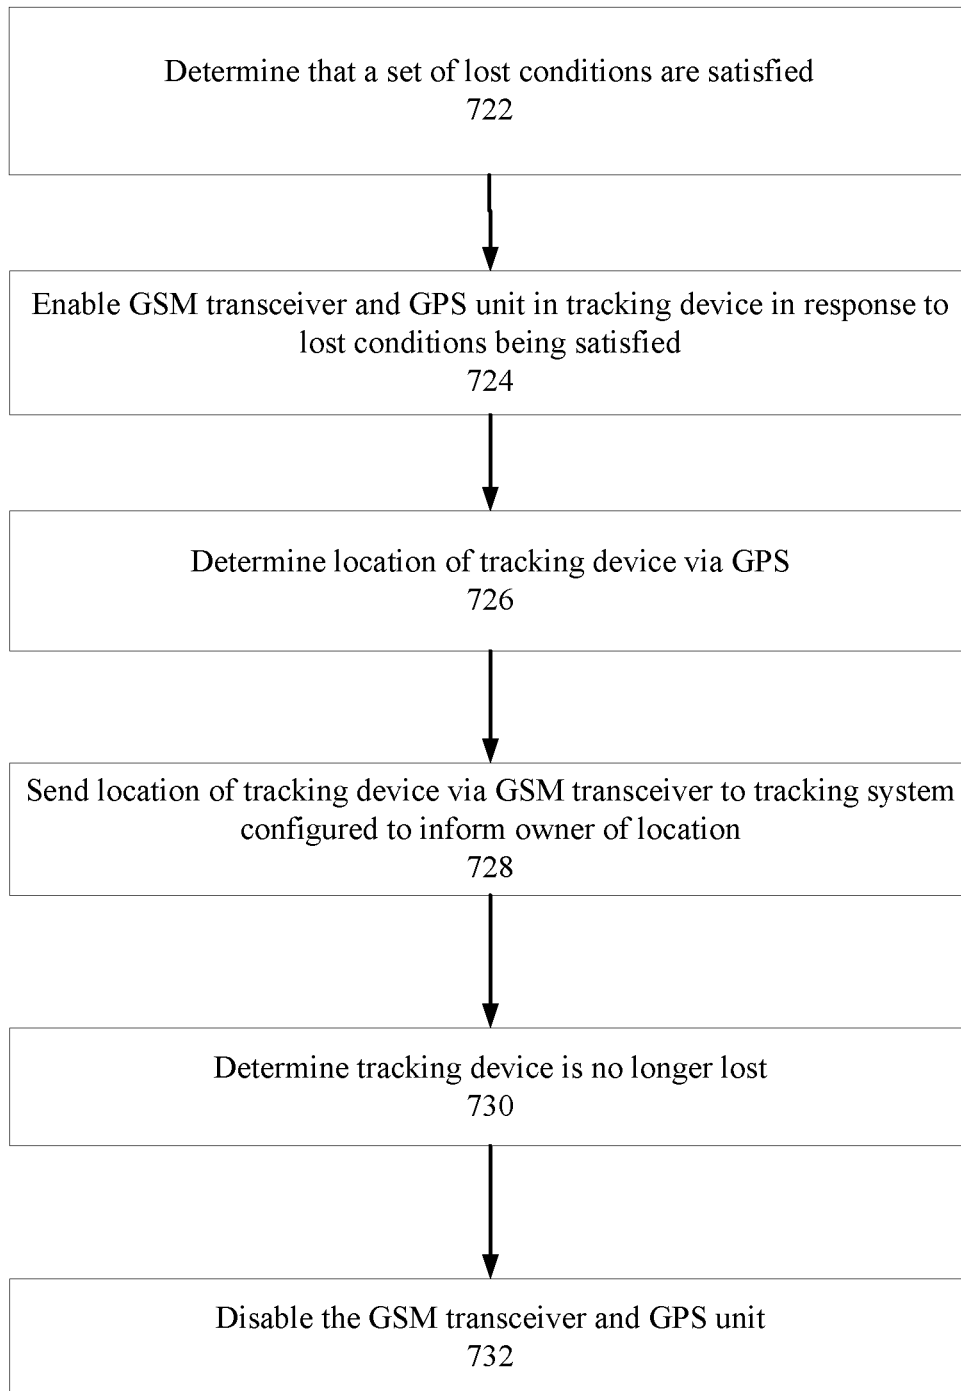 Determine that a set of lost conditions are satisfied
722
Enable GSM transceiver and GPS unit in tracking device in response to
lost conditions being satisfied
724
Determine location of tracking device via GPS
726
Send location of tracking device via GSM transceiver to tracking system
configured to inform owner of location
728
Determine tracking device is no longer lost
730
Disable the GSM transceiver and GPS unit
732